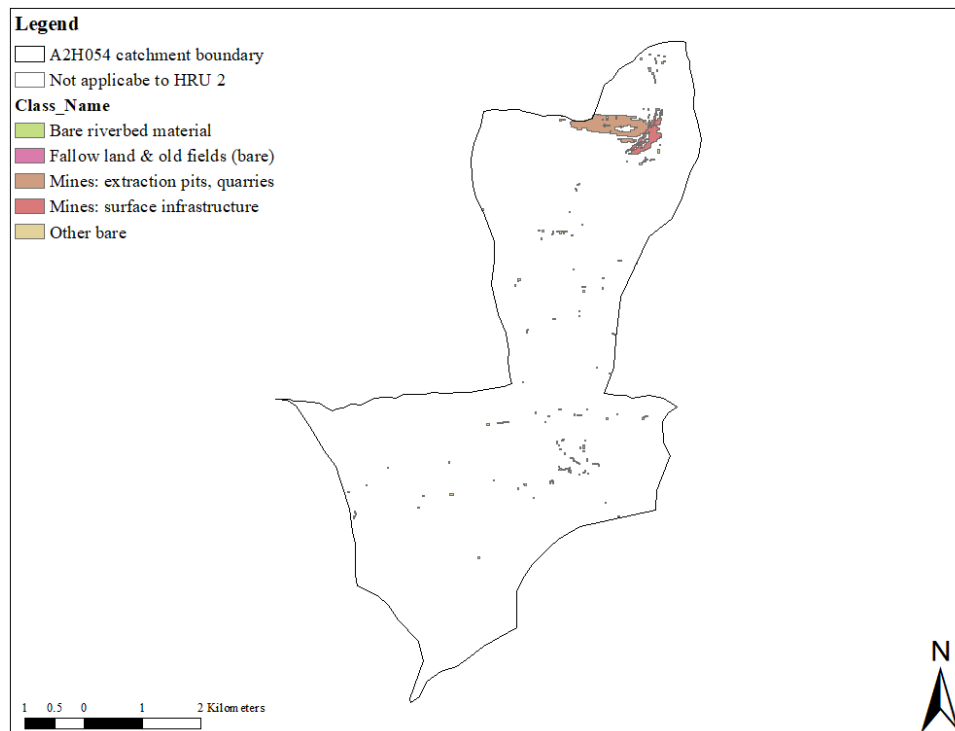 Legend
A2H054 catchment boundary
Not applicabe to HRU 2
Class_Name
Bare riverbed material
Fallow land & old fields (bare)
Mines: extraction pits, quarries
Mines: surface infrastructure
Other bare
N
1 0.5 0 1 2 Kilometers